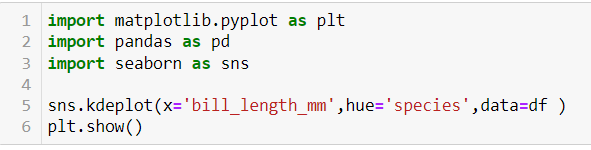 1 import matplotlib.pyplot as plt
2 import pandas as pd
3 import seaborn as sns
4
5 sns.kdeplot(x='bill_length_mm',hue='species',data=df )
6 plt.show()